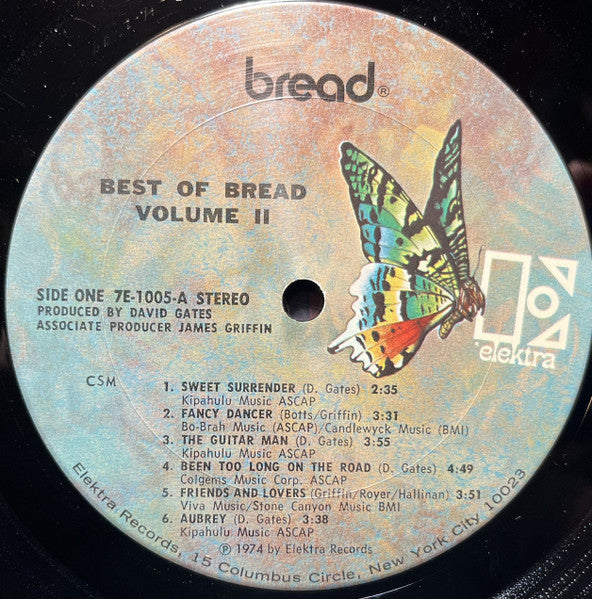 bread®
BEST OF BREAD
VOLUME II
SIDE ONE 7E-1005-A STEREO
PRODUCED BY DAVID GATES
ASSOCIATE PRODUCER JAMES GRIFFIN
elektra
CSM
1. SWEET SURRENDER (D. Gates) 2:35
Kipahulu Music ASCAP
2. FANCY DANCER (Botts/Griffin) 3:31
Bo-Brah Music (ASCAP)/Candlewyck Music (BMI)
3. THE GUITAR MAN (D. Gates) 3:55
Kipahulu Music ASCAP
4. BEEN TOO LONG ON THE ROAD (D. Gates) 4:49
Colgems Music Corp. ASCAP
5. FRIENDS AND LOVERS (Griffin/Royer/Hallinan) 3:51
Viva Music/Stone Canyon Music BMI
6. AUBREY (D. Gates) 3:38
Kipahulu Music ASCAP
℗ 1974 by Elektra Records
Elektra Records, 15 Columbus Circle, New York City 10023